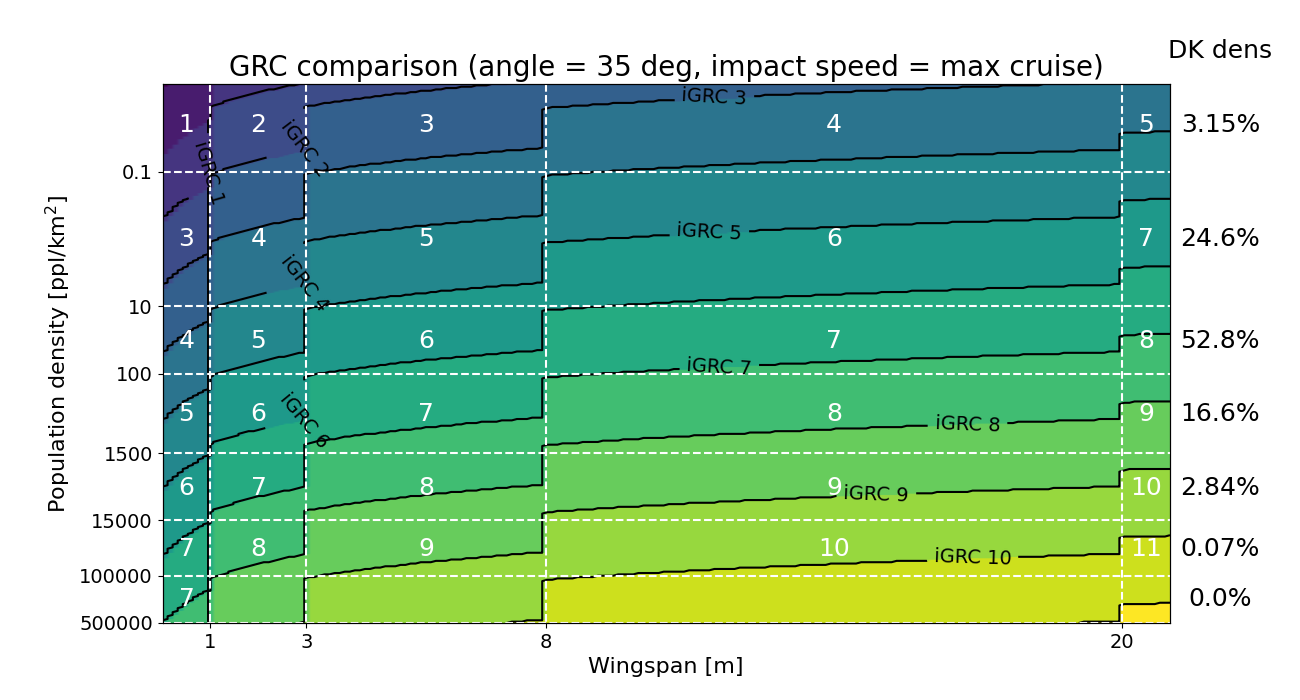 DK dens
GRC comparison (angle = 35 deg, impact speed = max cruise)
iGRC 3
1 2 3 4 5 3.15%
iGRC 1
iGRC 2
0.1
3 4 5 iGRC 5 6 7 24.6%
iGRC 4
10
4 5 6 7 8 52.8%
iGRC 7
100
5 6 7 8 9 16.6%
iGRC 6
iGRC 8
1500
6 7 8 9 10 2.84%
iGRC 9
15000
7 8 9 10 11 0.07%
iGRC 10
100000
7 0.0%
500000
Population density [ppl/km²]
1 3 8 20
Wingspan [m]